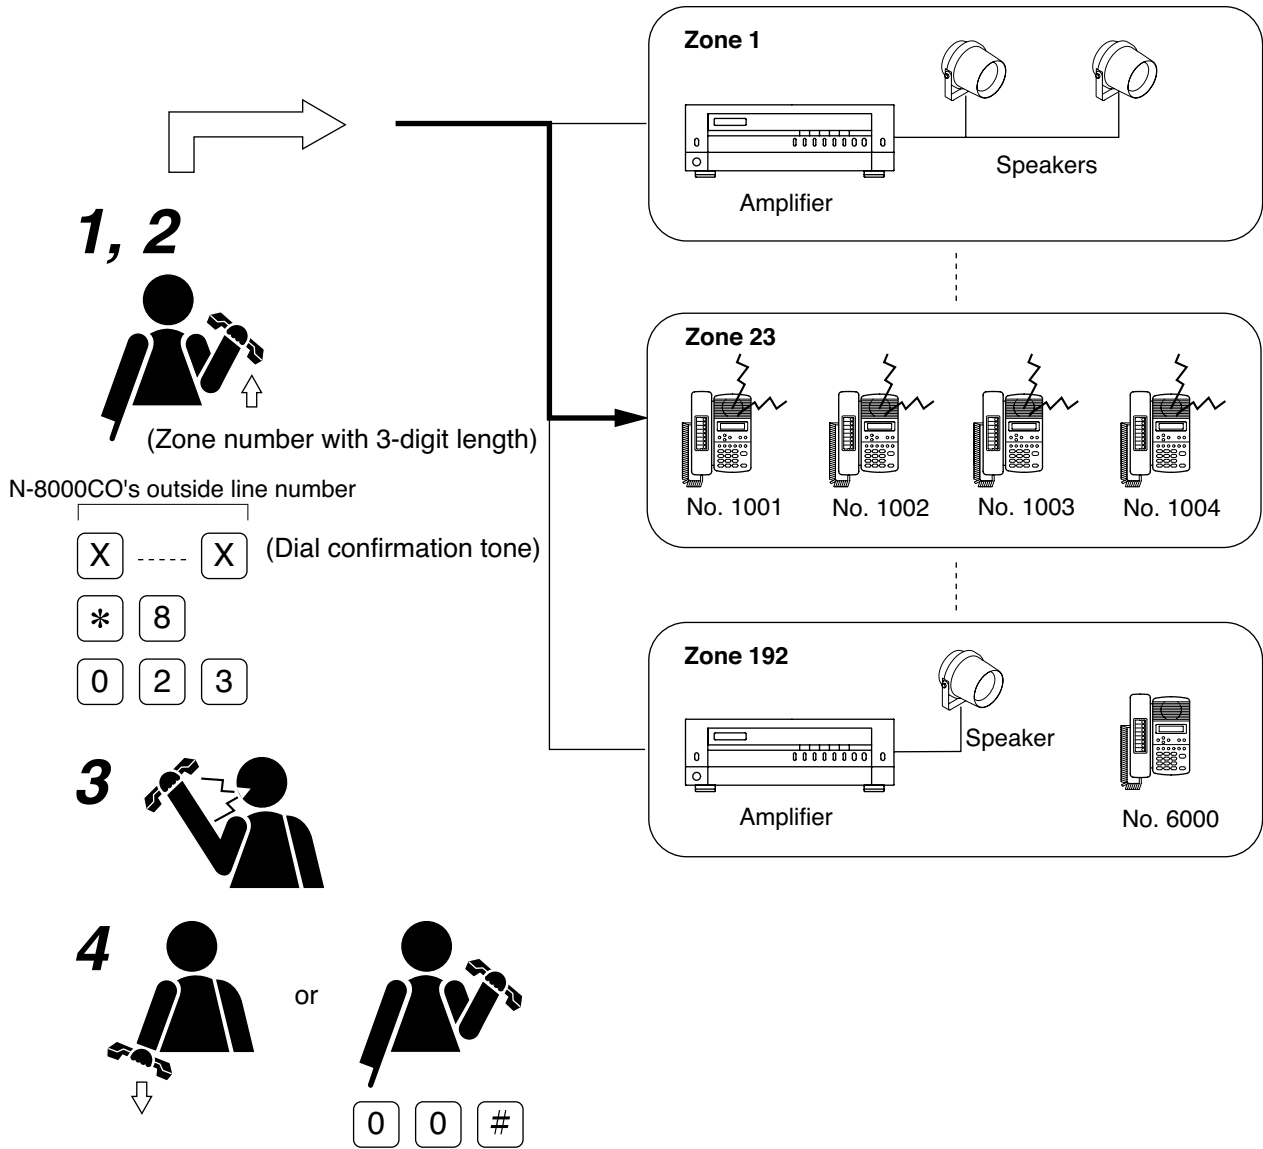 1, 2
(Zone number with 3-digit length)
N-8000CO's outside line number
X ----- X (Dial confirmation tone)
* 8
0 2 3
3
4
or
0 0 #
Zone 1
Speakers
Amplifier
Zone 23
No. 1001 No. 1002 No. 1003 No. 1004
Zone 192
Speaker
Amplifier
No. 6000